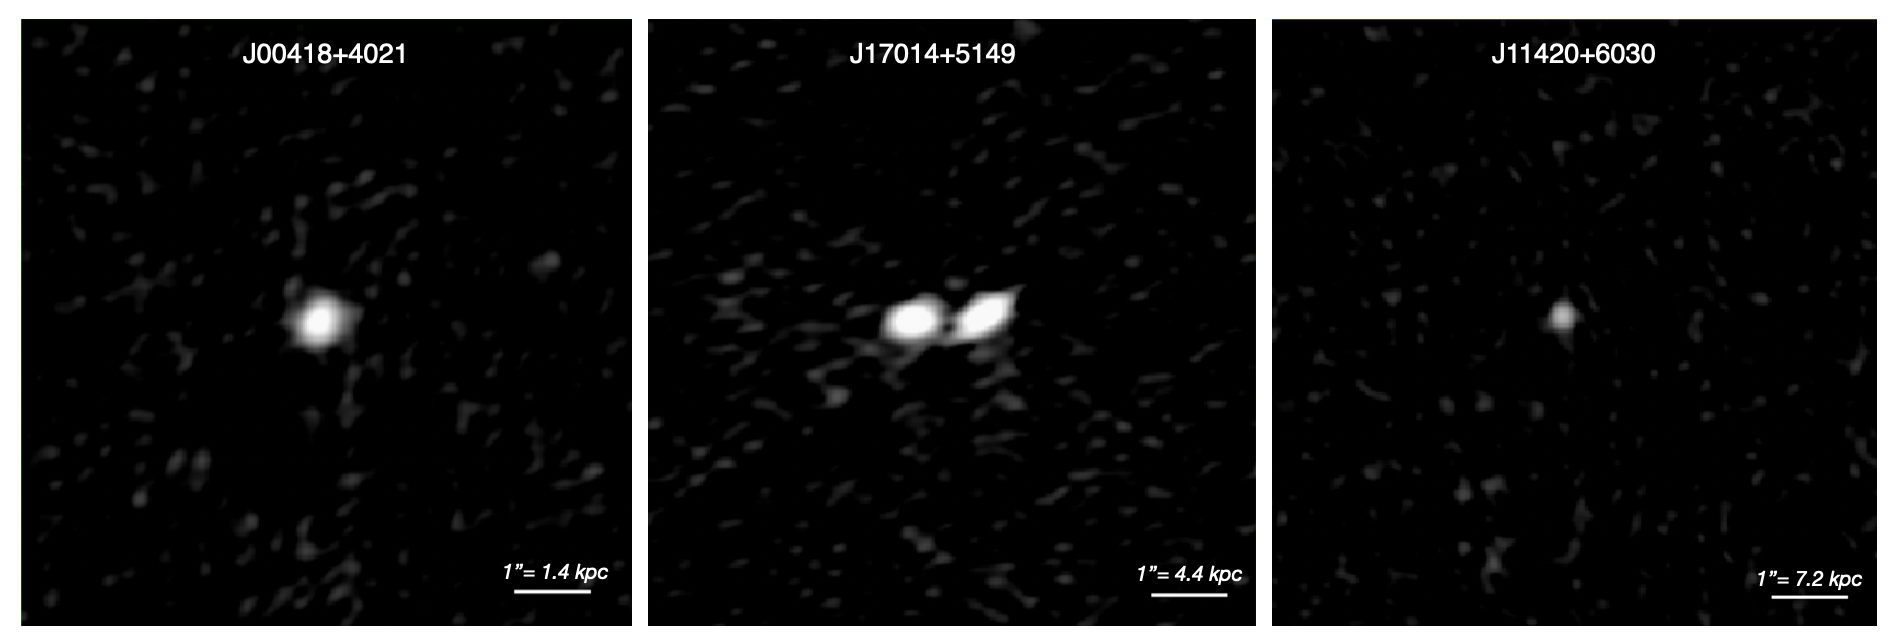 J00418+4021
J17014+5149
J11420+6030
1”= 1.4 kpc
1”= 4.4 kpc
1”= 7.2 kpc